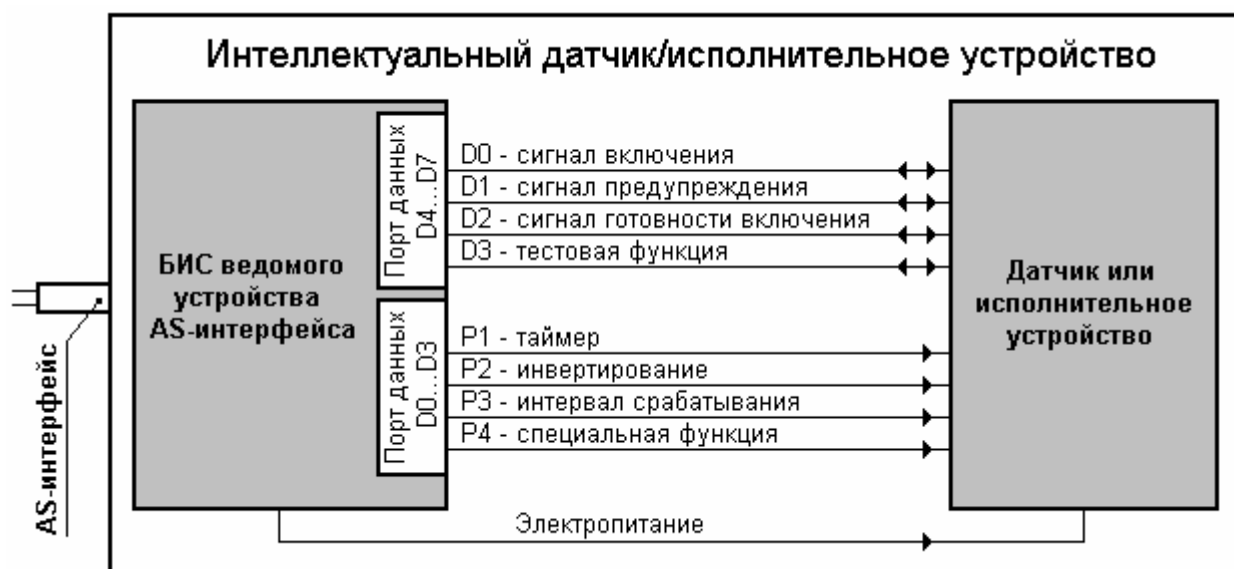 Интеллектуальный датчик/исполнительное устройство
AS-интерфейс
БИС ведомого
устройства
AS-интерфейса
Порт данных
D4...D7
D0 - сигнал включения
D1 - сигнал предупреждения
D2 - сигнал готовности включения
D3 - тестовая функция
Порт данных
D0...D3
P1 - таймер
P2 - инвертирование
P3 - интервал срабатывания
P4 - специальная функция
Электропитание
Датчик или
исполнительное
устройство